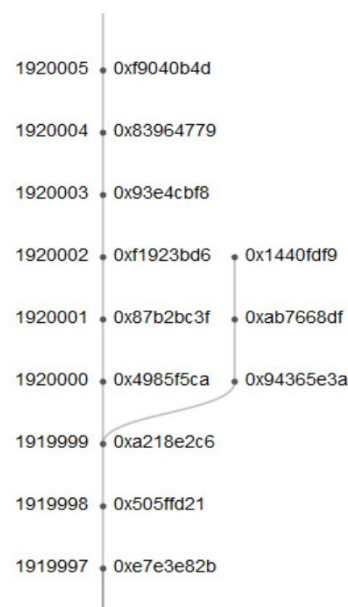 1920005 0xf9040b4d
1920004 0x83964779
1920003 0x93e4cbf8
1920002 0xf1923bd6 0x1440fdf9
1920001 0x87b2bc3f 0xab7668df
1920000 0x4985f5ca 0x94365e3a
1919999 0xa218e2c6
1919998 0x505ffd21
1919997 0xe7e3e82b